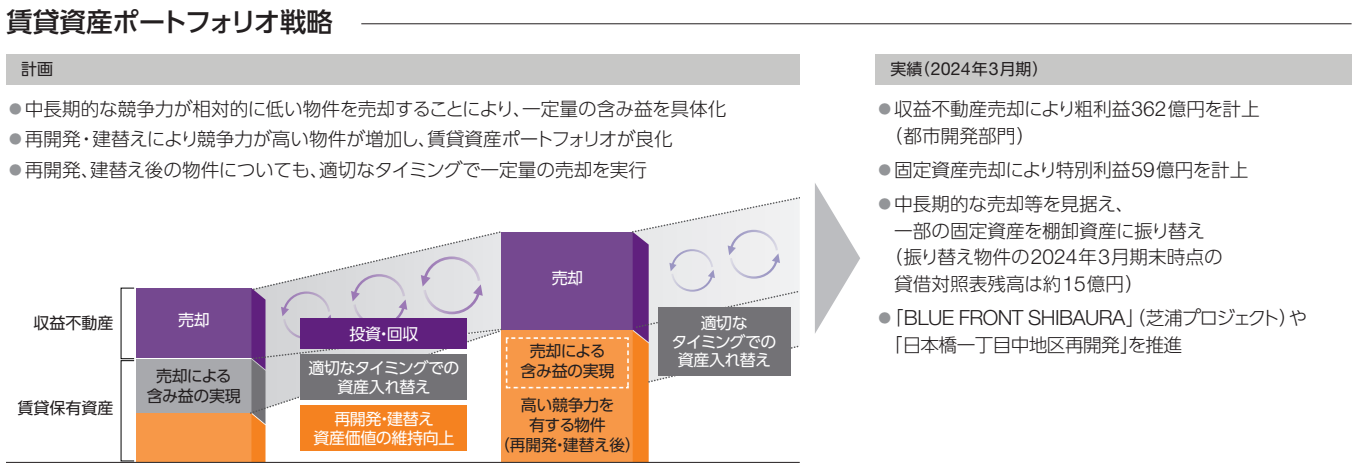 賃貸資産ポートフォリオ戦略
計画
●中長期的な競争力が相対的に低い物件を売却することにより、一定量の含み益を具体化
●再開発・建替えにより競争力が高い物件が増加し、賃貸資産ポートフォリオが良化
●再開発、建替え後の物件についても、適切なタイミングで一定量の売却を実行
収益不動産
賃貸保有資産
売却
売却による
含み益の実現
投資・回収
適切なタイミングでの
資産入れ替え
再開発・建替え
資産価値の維持向上
売却
売却による
含み益の実現
高い競争力を
有する物件
(再開発・建替え後)
適切な
タイミングでの
資産入れ替え
実績(2024年3月期)
●収益不動産売却により粗利益362億円を計上
(都市開発部門)
●固定資産売却により特別利益59億円を計上
●中長期的な売却等を見据え、
一部の固定資産を棚卸資産に振り替え
(振り替え物件の2024年3月期末時点の
貸借対照表残高は約15億円)
●「BLUE FRONT SHIBAURA」(芝浦プロジェクト)や
「日本橋一丁目中地区再開発」を推進